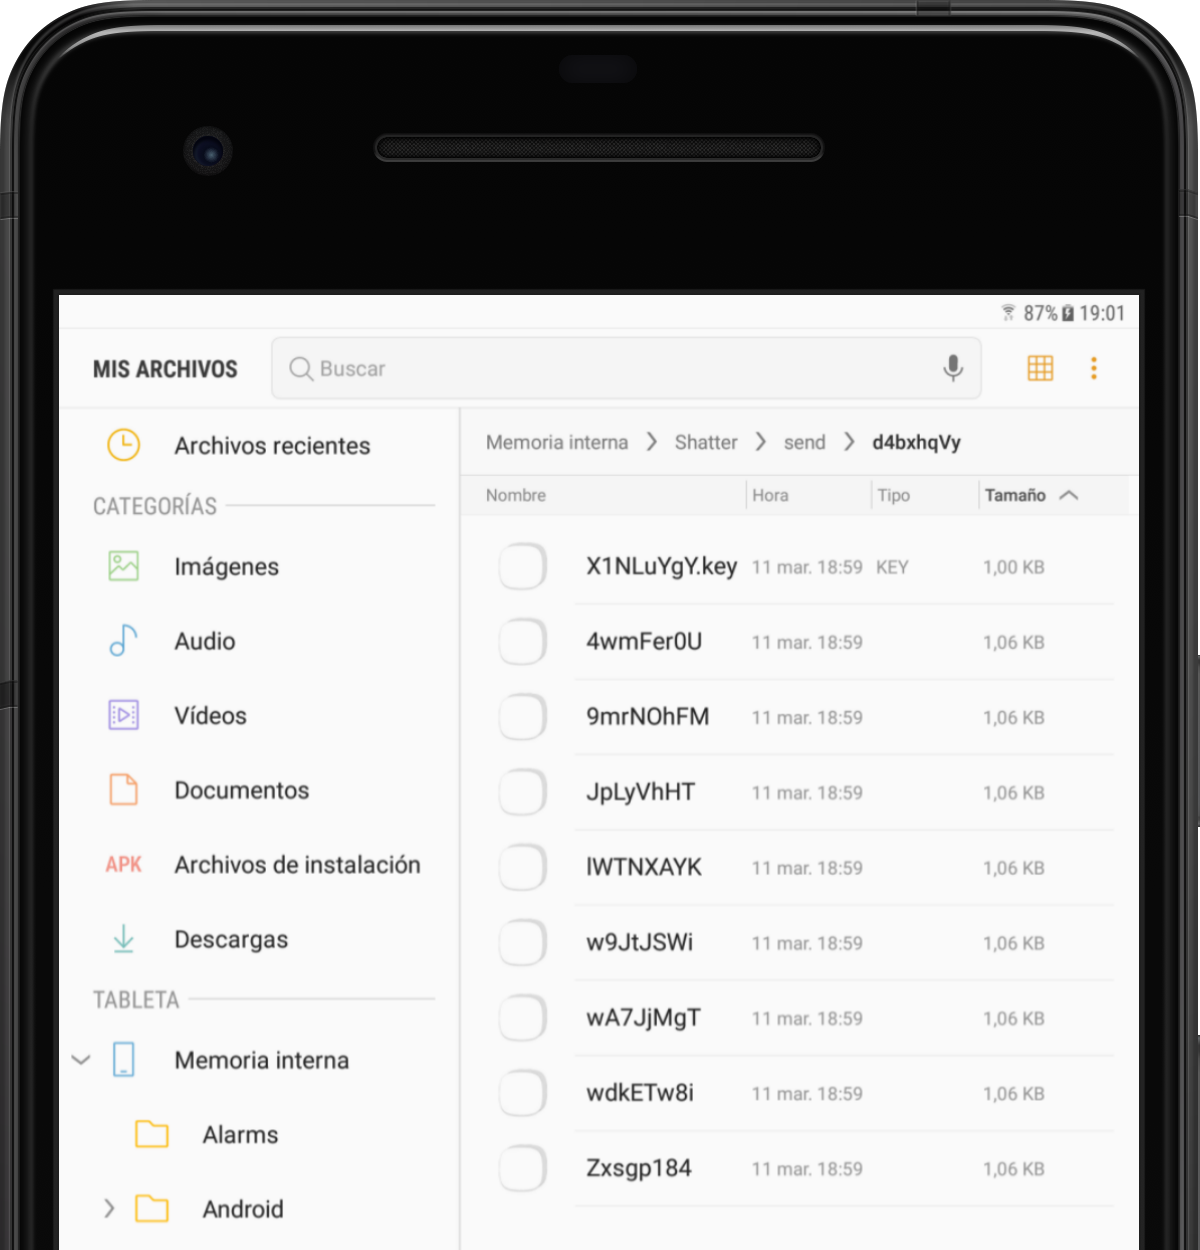 87% 19:01
MIS ARCHIVOS
Buscar
Archivos recientes
CATEGORÍAS
Imágenes
Audio
Vídeos
Documentos
APK Archivos de instalación
Descargas
TABLETA
Memoria interna
Alarms
Android
Memoria interna Shatter send d4bxhqVy
Nombre Hora Tipo Tamaño
X1NLuYgY.key 11 mar. 18:59 KEY 1,00 KB
4wmFer0U 11 mar. 18:59 1,06 KB
9mrNOhFM 11 mar. 18:59 1,06 KB
JpLyVhHT 11 mar. 18:59 1,06 KB
lWTNXAYK 11 mar. 18:59 1,06 KB
w9JtJSWi 11 mar. 18:59 1,06 KB
wA7JjMgT 11 mar. 18:59 1,06 KB
wdkETw8i 11 mar. 18:59 1,06 KB
Zxsgp184 11 mar. 18:59 1,06 KB